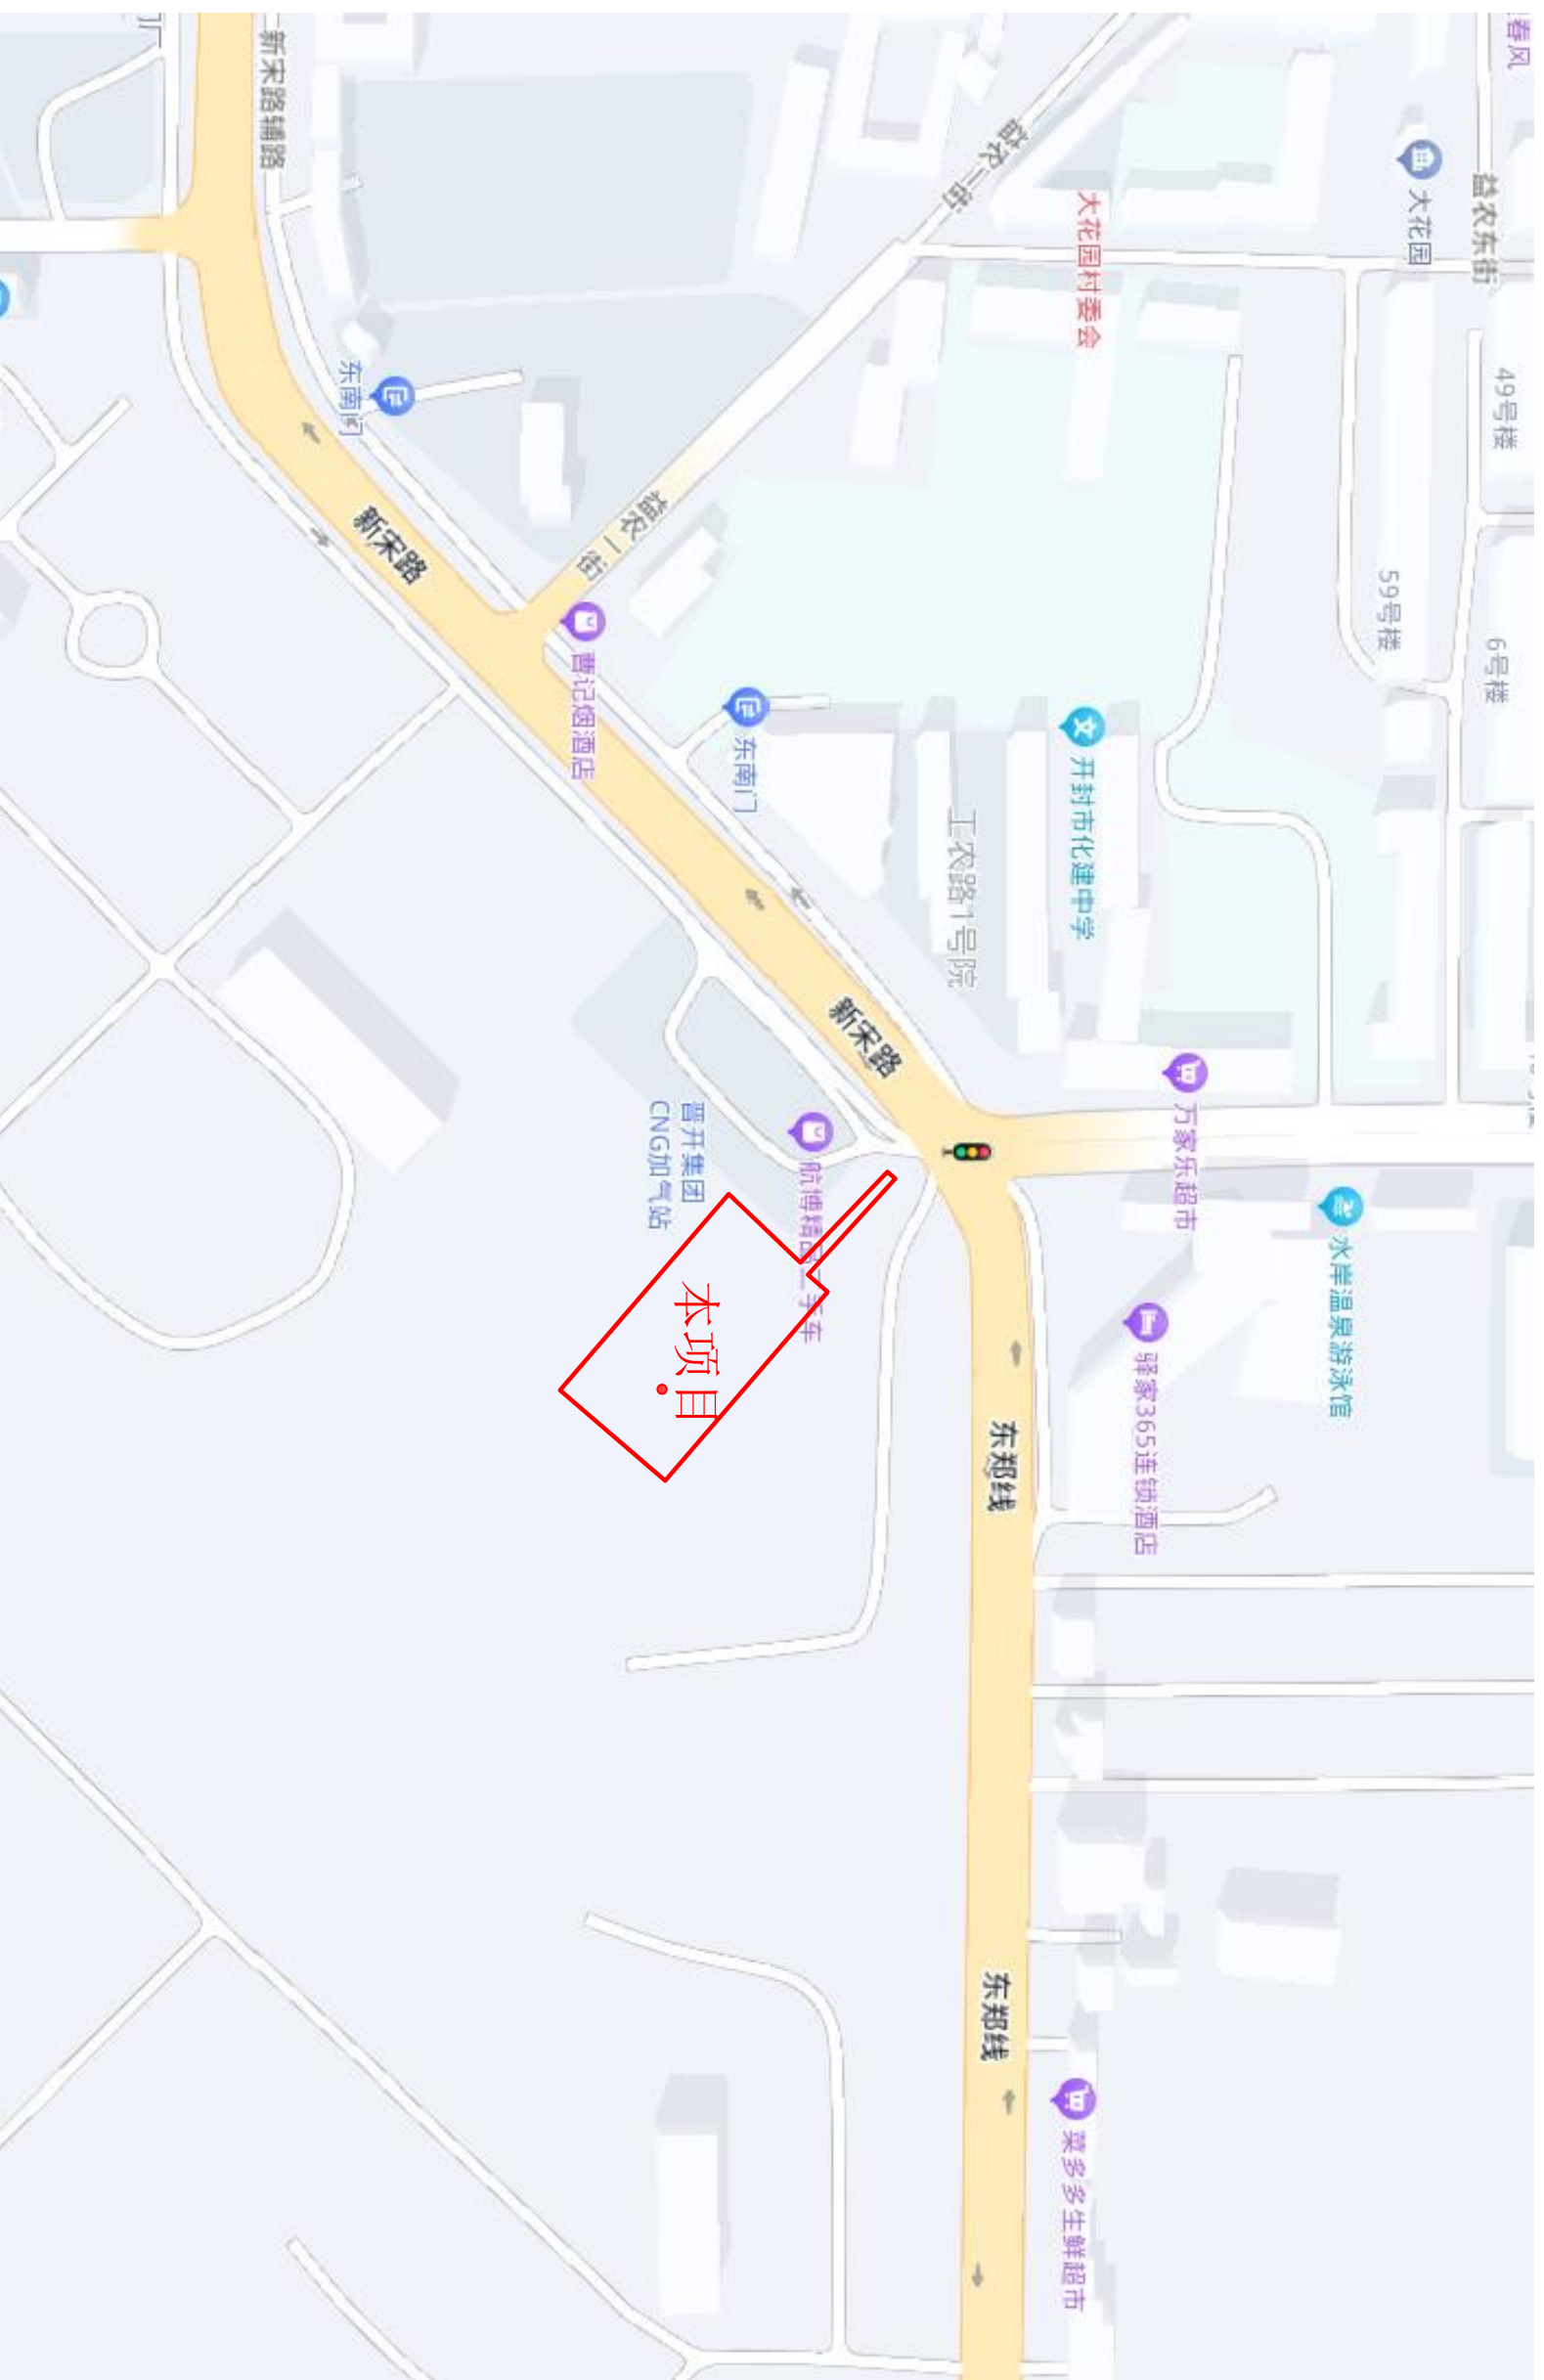 春风
益农东街
大花园
49号楼
6号楼
59号楼
大花园村委会
新宋路辅路
东南门
益农一街
新宋路
曹记烟酒店
东南门
开封市化建中学
工农路1号院
新宋路
万家乐超市
水岸温泉游泳馆
晋开集团
CNG加气站
航博精品二手车
本项目
驿家365连锁酒店
东郑线
东郑线
菜多多生鲜超市